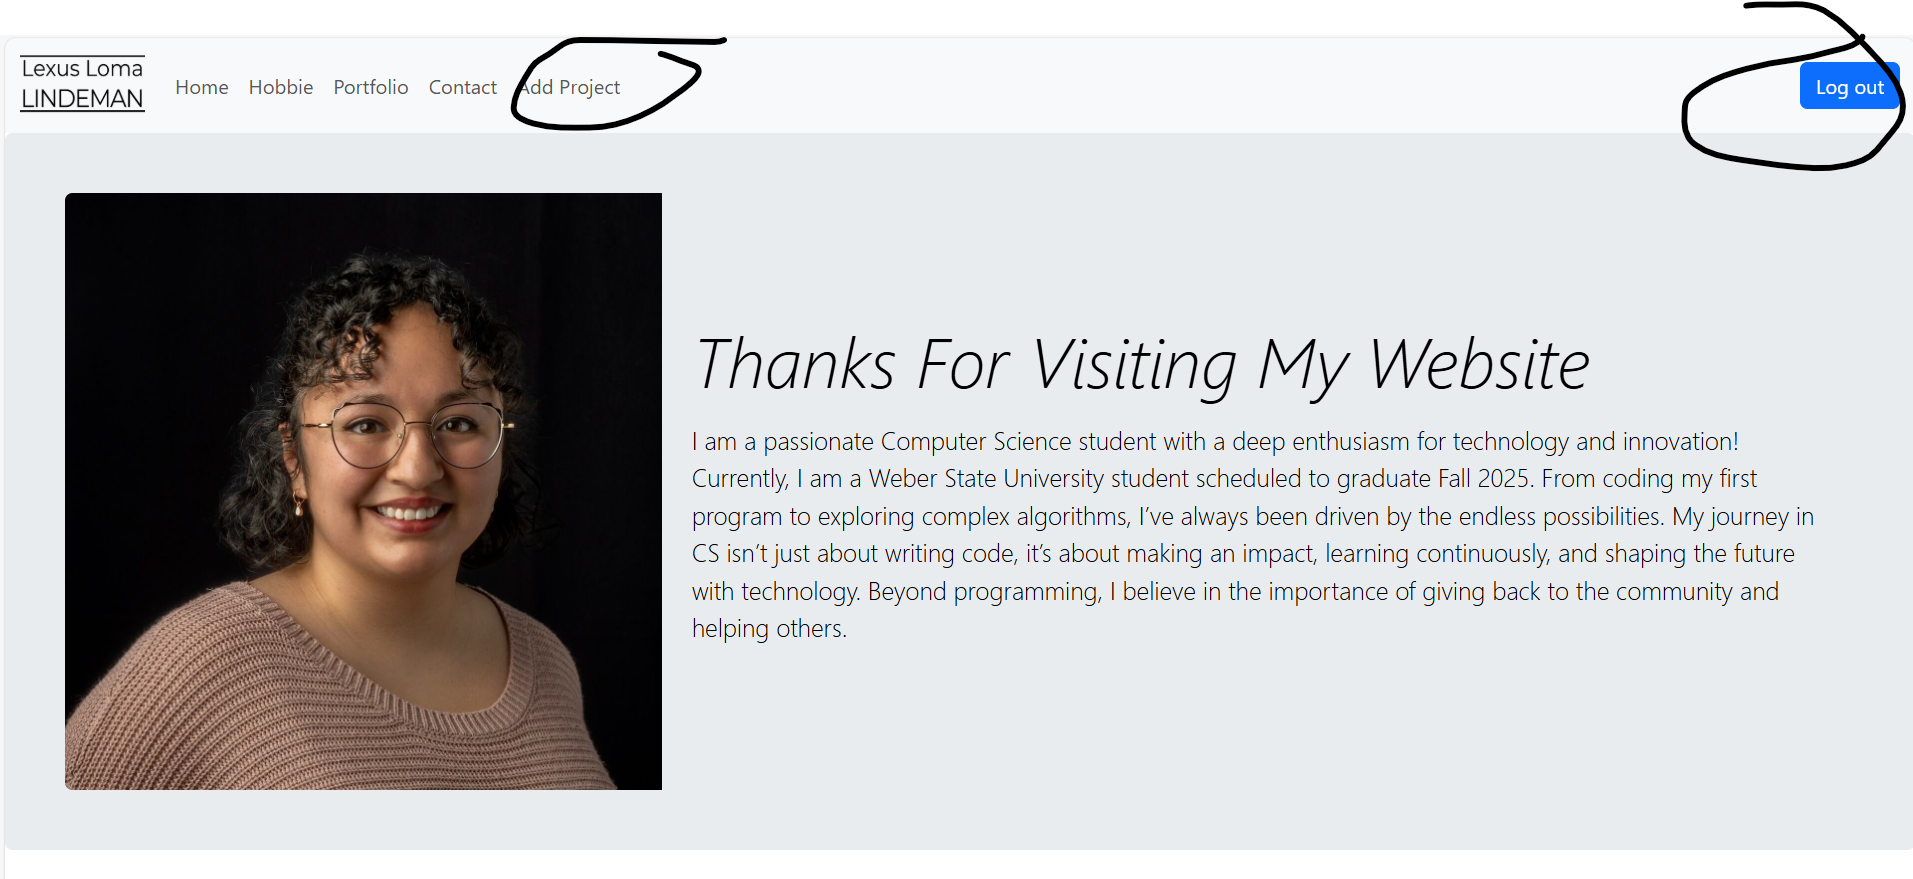 Lexus Loma
LINDEMAN
Home Hobbie Portfolio Contact Add Project
Log out
Thanks For Visiting My Website
I am a passionate Computer Science student with a deep enthusiasm for technology and innovation!
Currently, I am a Weber State University student scheduled to graduate Fall 2025. From coding my first
program to exploring complex algorithms, I’ve always been driven by the endless possibilities. My journey in
CS isn’t just about writing code, it’s about making an impact, learning continuously, and shaping the future
with technology. Beyond programming, I believe in the importance of giving back to the community and
helping others.